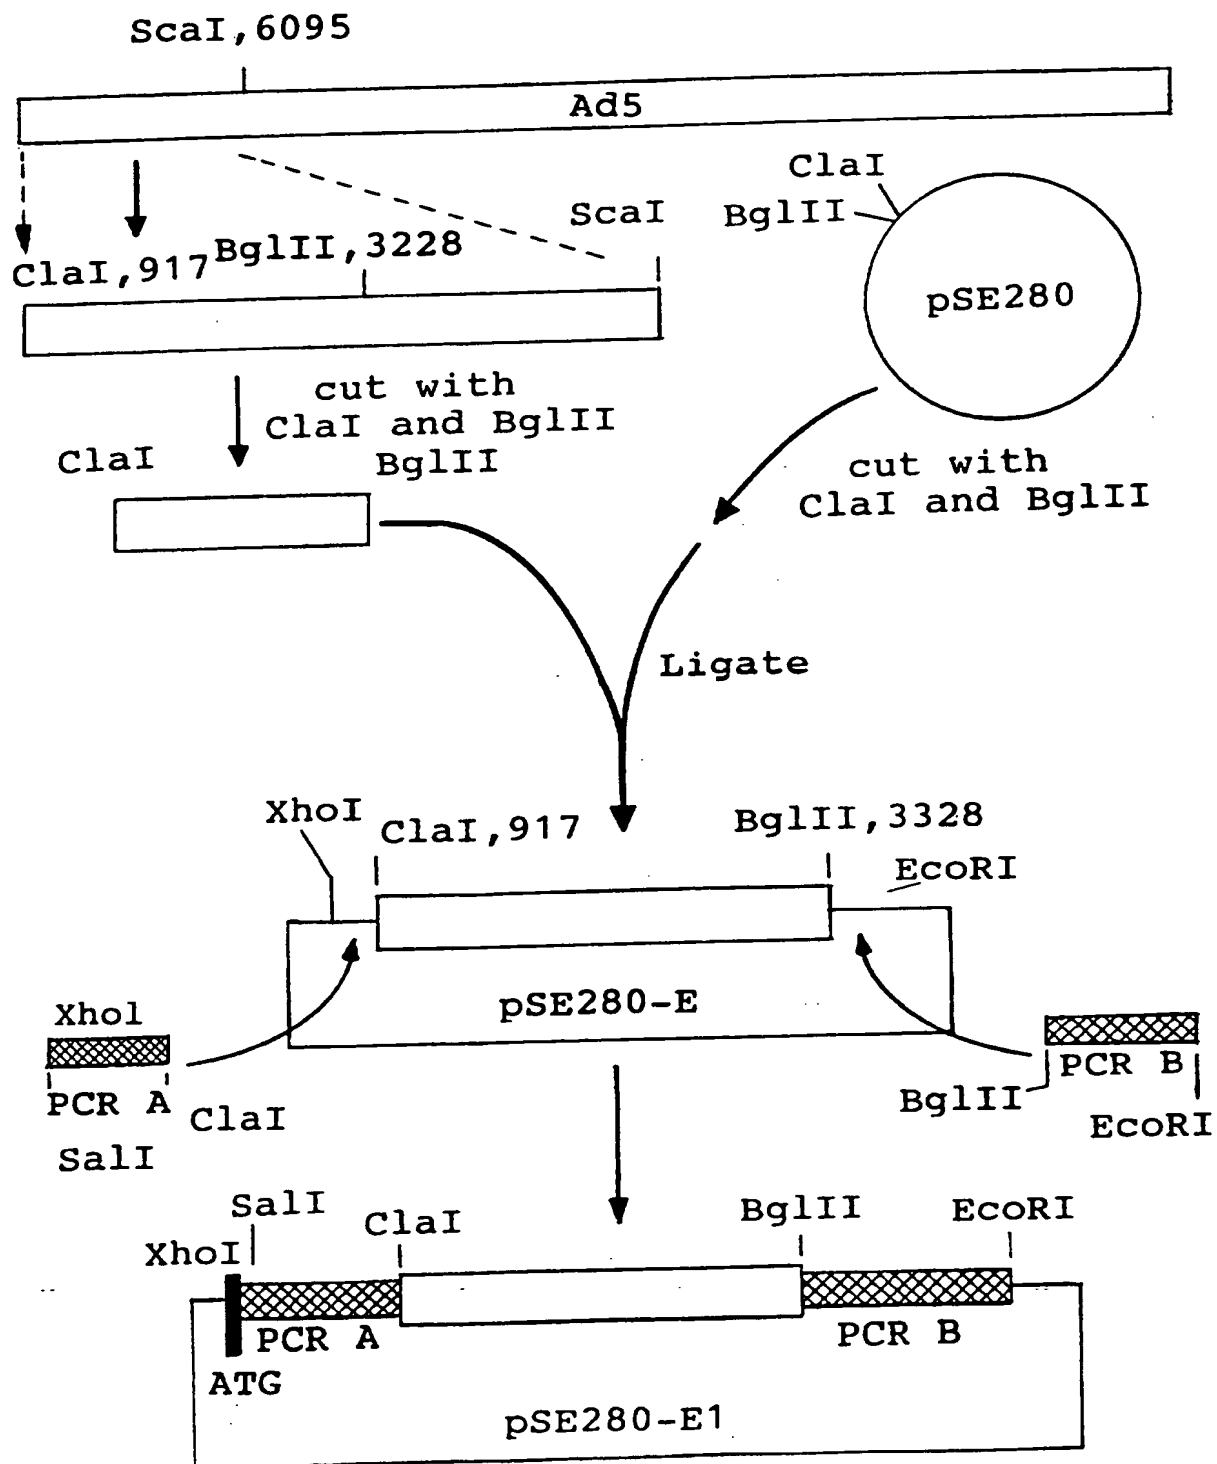 ScaI,6095
Ad5
ClaI
BglII
ScaI
pSE280
ClaI,917
BglII,3228
cut with
ClaI and BglII
ClaI
BglII
cut with
ClaI and BglII
Ligate
XhoI
ClaI,917
BglII,3328
EcoRI
pSE280-E
Xhol
PCR A
ClaI
SalI
PCR B
BglII
EcoRI
SalI
ClaI
BglII
EcoRI
XhoI
PCR A
PCR B
ATG
pSE280-E1